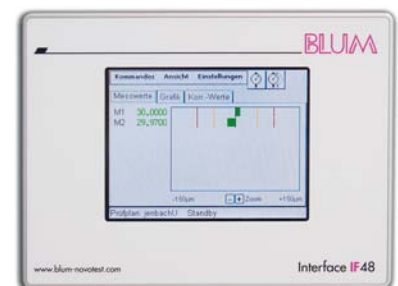 BLUM
Kommandos Ansicht Einstellungen
Messwerte Grafik Korr.-Werte
M1 30,0000
M2 29,9700
-150µm - + Zoom +150µm
Prüfplan: jenbachU Standby
www.blum-novotest.com Interface IF48